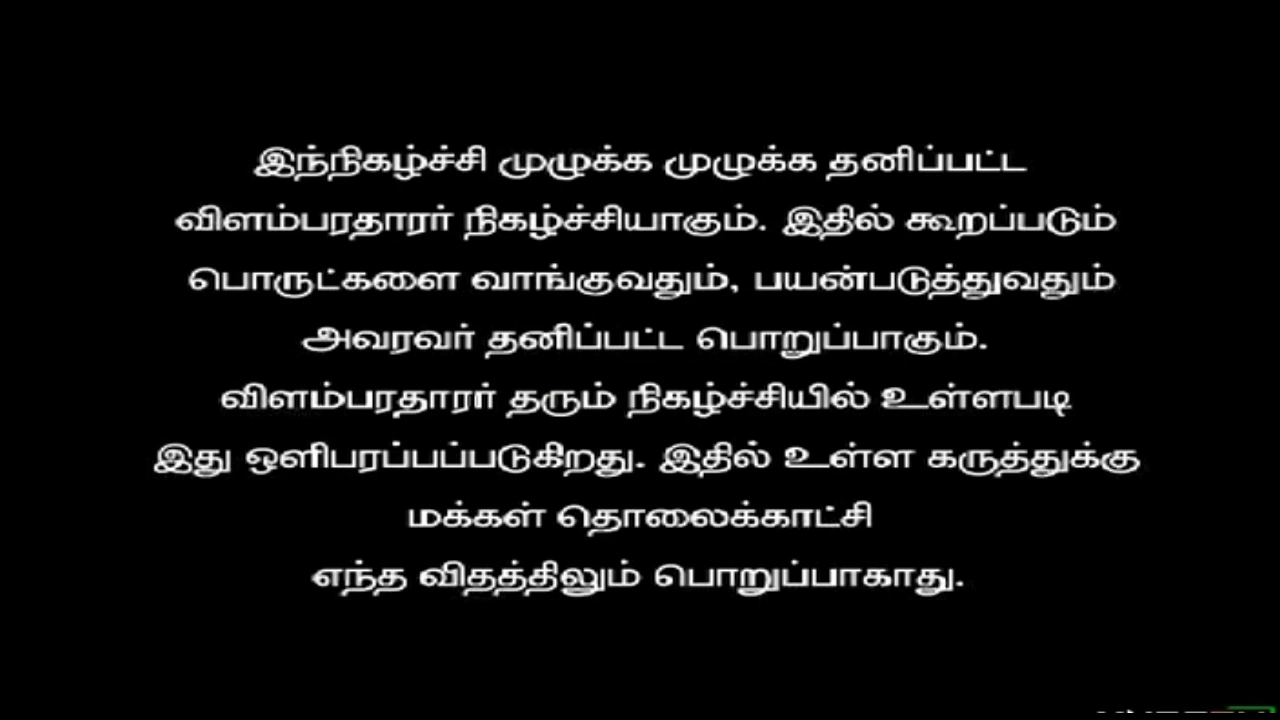 இந்நிகழ்ச்சி முழுக்க முழுக்க தனிப்பட்ட
விளம்பரதாரர் நிகழ்ச்சியாகும். இதில் கூறப்படும்
பொருட்களை வாங்குவதும், பயன்படுத்துவதும்
அவரவர் தனிப்பட்ட பொறுப்பாகும்.
விளம்பரதாரர் தரும் நிகழ்ச்சியில் உள்ளபடி
இது ஒளிபரப்பப்படுகிறது. இதில் உள்ள கருத்துக்கு
மக்கள் தொலைக்காட்சி
எந்த விதத்திலும் பொறுப்பாகாது.